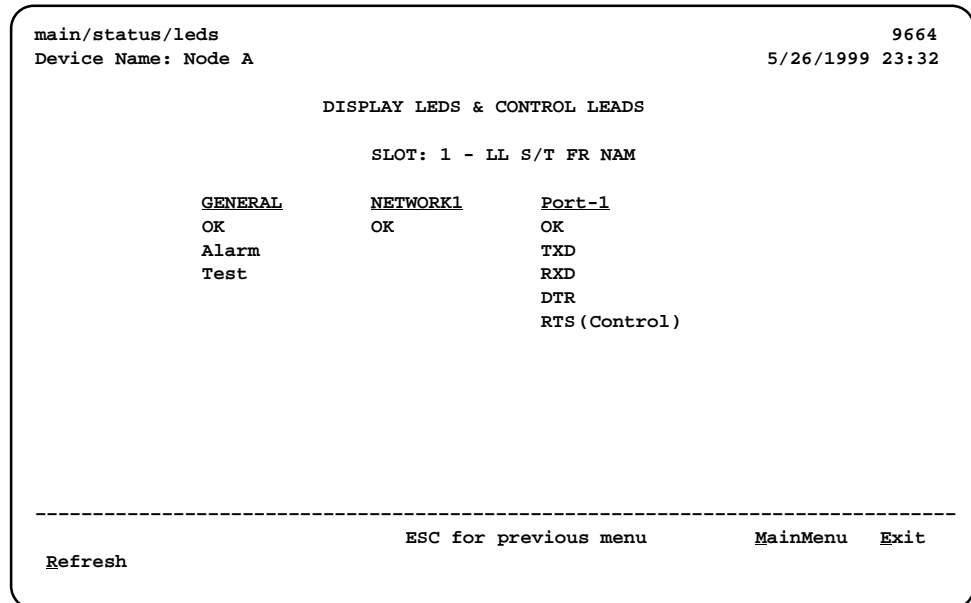 main/status/leds 9664
Device Name: Node A 5/26/1999 23:32
DISPLAY LEDS & CONTROL LEADS
SLOT: 1 - LL S/T FR NAM
GENERAL NETWORK1 Port-1
OK OK OK
Alarm TXD
Test RXD
DTR
RTS(Control)
--------------------------------------------------------------------------------
ESC for previous menu MainMenu Exit
Refresh